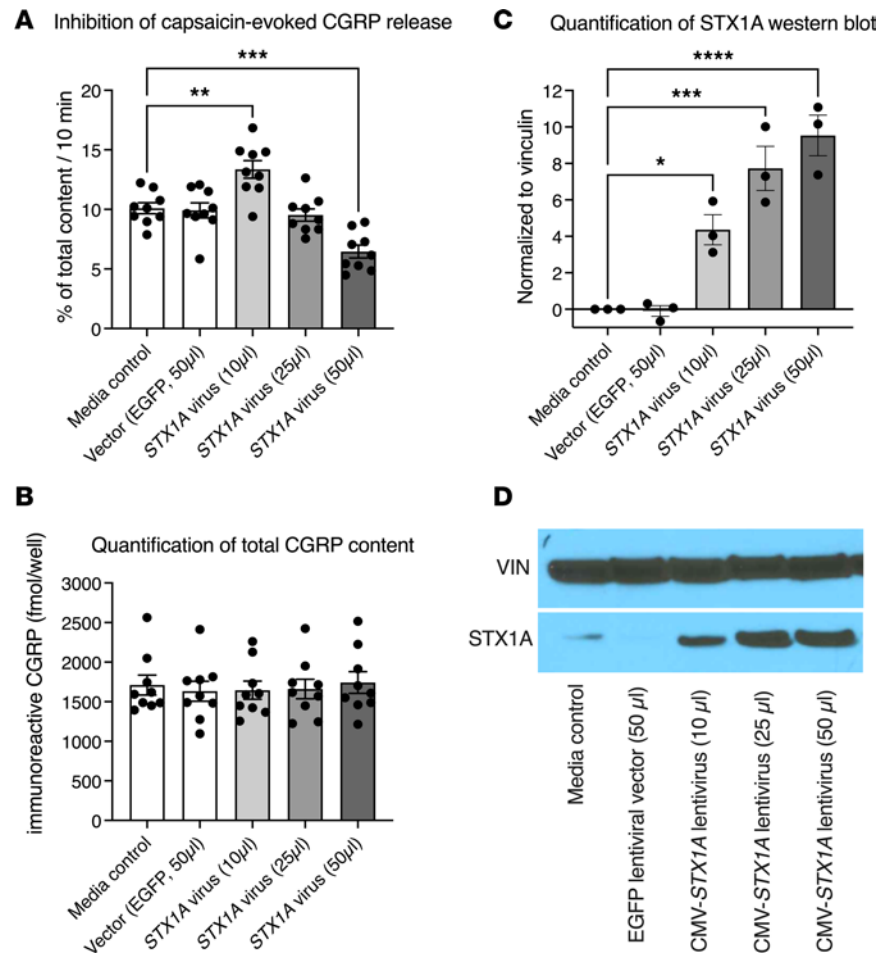 A
Inhibition of capsaicin-evoked CGRP release
***
**
% of total content / 10 min
20
15
10
5
0
Media control
Vector (EGFP, 50µl)
STX1A virus (10µl)
STX1A virus (25µl)
STX1A virus (50µl)
B
Quantification of total CGRP content
immunoreactive CGRP (fmol/well)
3000
2500
2000
1500
1000
500
0
Media control
Vector (EGFP, 50µl)
STX1A virus (10µl)
STX1A virus (25µl)
STX1A virus (50µl)
C
Quantification of STX1A western blot
****
***
*
Normalized to vinculin
12
10
8
6
4
2
0
Media control
Vector (EGFP, 50µl)
STX1A virus (10µl)
STX1A virus (25µl)
STX1A virus (50µl)
D
VIN
STX1A
Media control
EGFP lentiviral vector (50 µl)
CMV-STX1A lentivirus (10 µl)
CMV-STX1A lentivirus (25 µl)
CMV-STX1A lentivirus (50 µl)